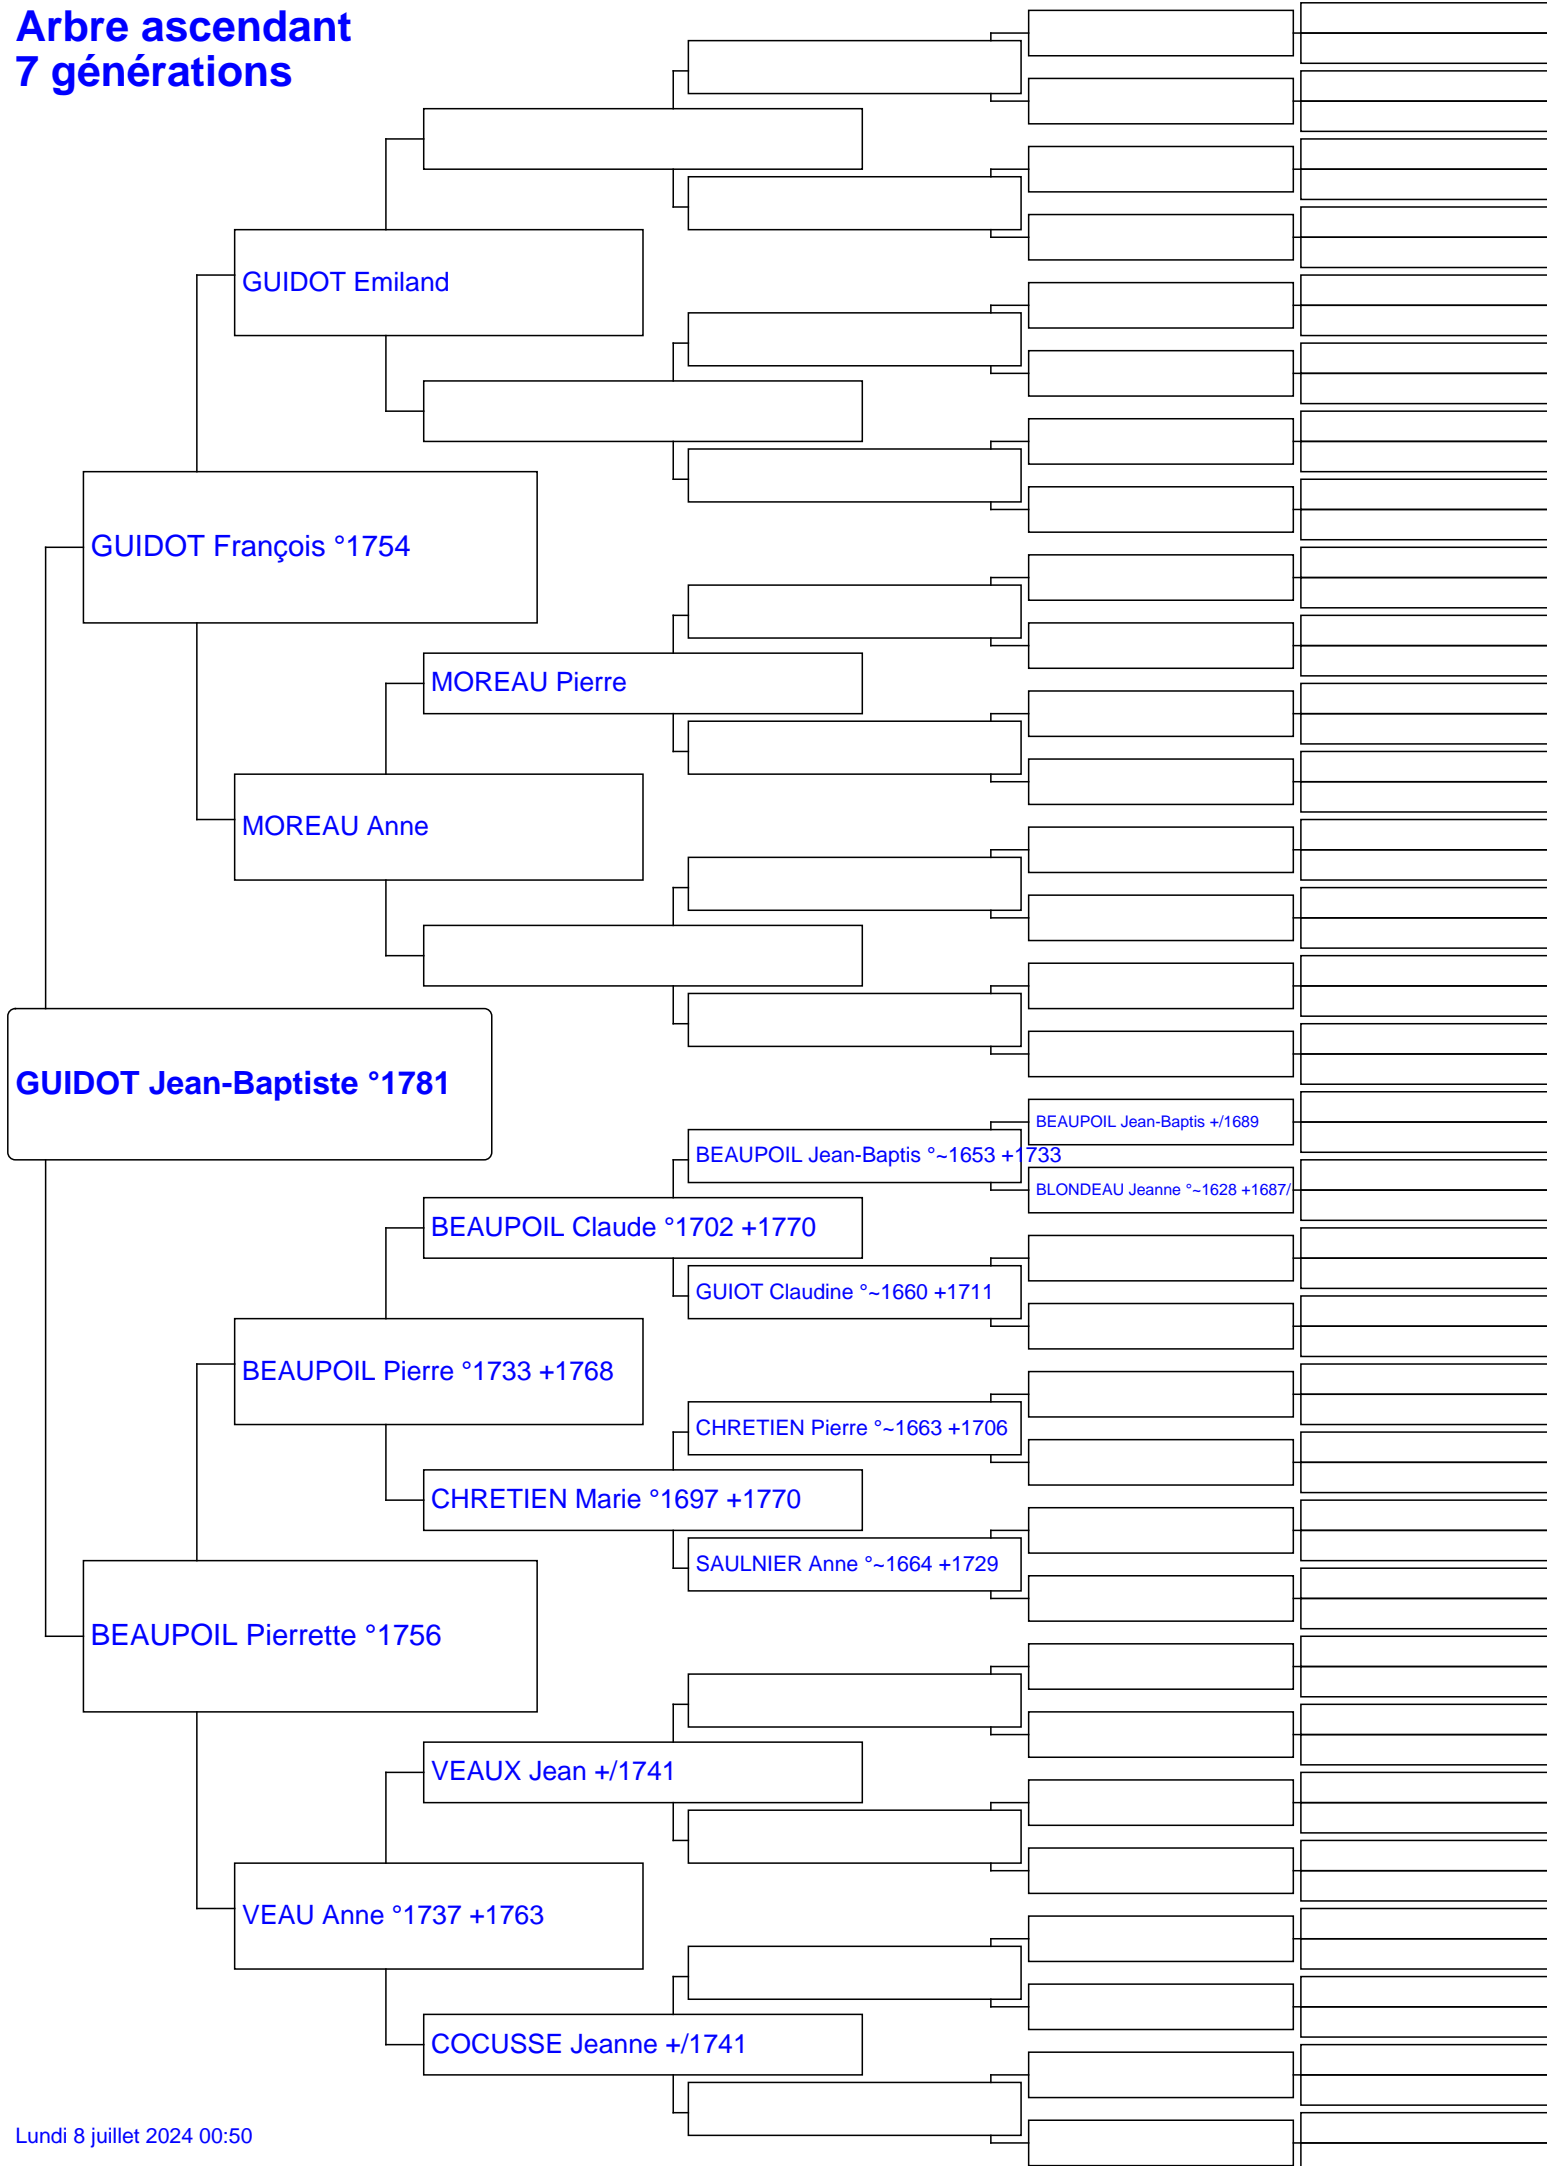 Arbre ascendant
7 générations
GUIDOT Emiland
GUIDOT François °1754
MOREAU Pierre
MOREAU Anne
GUIDOT Jean-Baptiste °1781
BEAUPOIL Jean-Baptis +/1689
BEAUPOIL Jean-Baptis °~1653 +1733
BLONDEAU Jeanne °~1628 +1687/
BEAUPOIL Claude °1702 +1770
GUIOT Claudine °~1660 +1711
BEAUPOIL Pierre °1733 +1768
CHRETIEN Pierre °~1663 +1706
CHRETIEN Marie °1697 +1770
SAULNIER Anne °~1664 +1729
BEAUPOIL Pierrette °1756
VEAUX Jean +/1741
VEAU Anne °1737 +1763
COCUSSE Jeanne +/1741
Lundi 8 juillet 2024 00:50